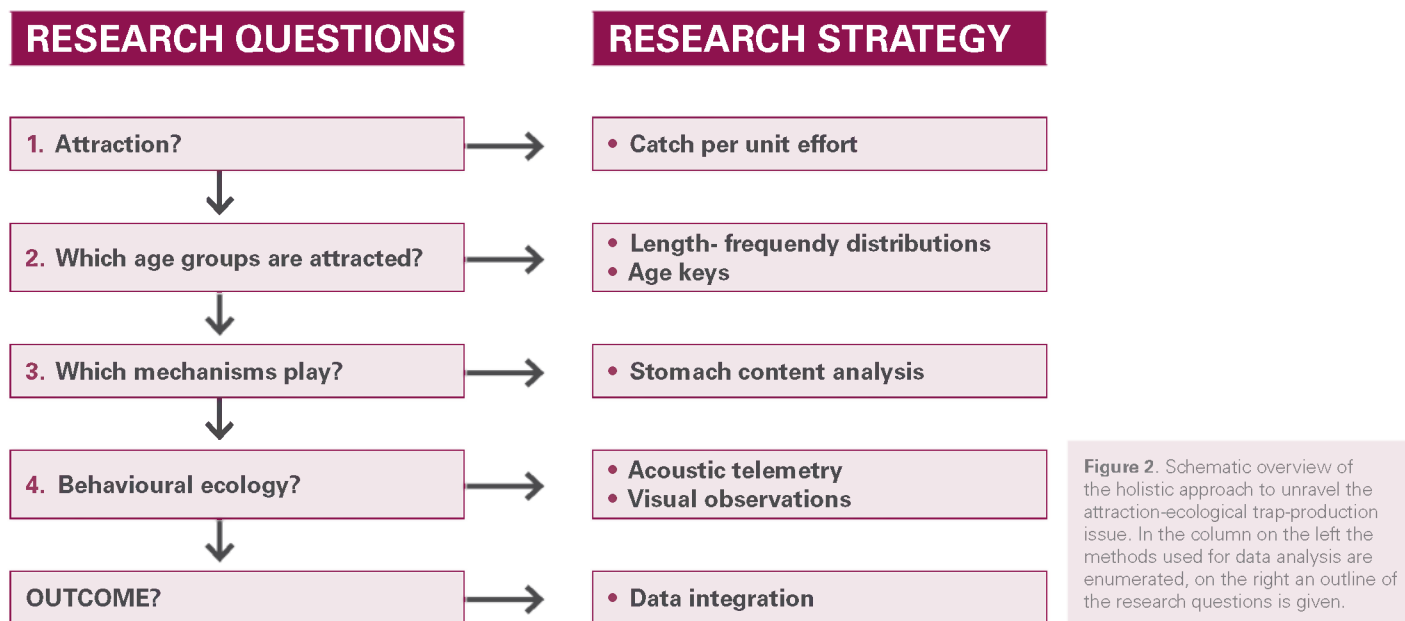 RESEARCH QUESTIONS
RESEARCH STRATEGY
1. Attraction?
• Catch per unit effort
2. Which age groups are attracted?
• Length- frequendy distributions
• Age keys
3. Which mechanisms play?
• Stomach content analysis
4. Behavioural ecology?
• Acoustic telemetry
• Visual observations
OUTCOME?
• Data integration
Figure 2. Schematic overview of
the holistic approach to unravel the
attraction-ecological trap-production
issue. In the column on the left the
methods used for data analysis are
enumerated, on the right an outline of
the research questions is given.